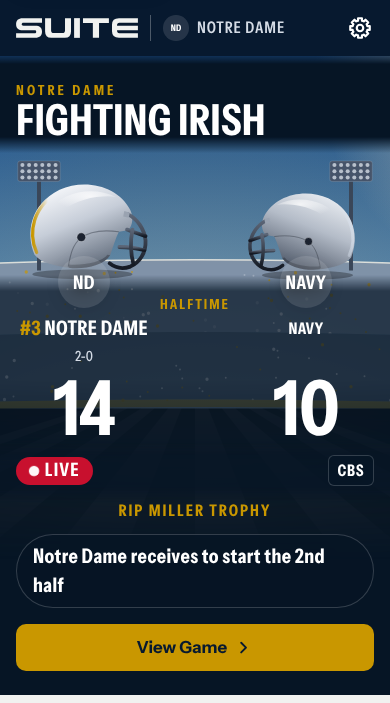 SUITE
ND NOTRE DAME
NOTRE DAME
FIGHTING IRISH
ND
NAVY
HALFTIME
#3 NOTRE DAME
NAVY
2-0
14
10
LIVE
CBS
RIP MILLER TROPHY
Notre Dame receives to start the 2nd
half
View Game